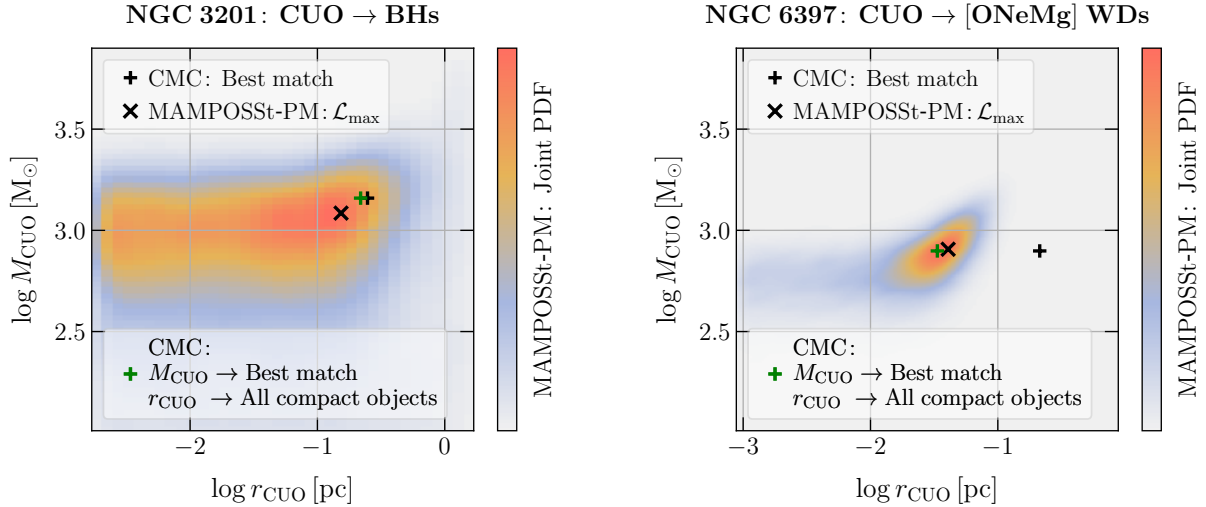 NGC 3201: CUO → BHs
CMC: Best match
MAMPOSSt-PM: ℒmax
3.5
3.0
2.5
log MCUO [M⊙]
CMC:
MCUO → Best match
rCUO → All compact objects
−2
−1
0
log rCUO [pc]
MAMPOSSt-PM: Joint PDF
NGC 6397: CUO → [ONeMg] WDs
CMC: Best match
MAMPOSSt-PM: ℒmax
3.5
3.0
2.5
log MCUO [M⊙]
CMC:
MCUO → Best match
rCUO → All compact objects
−3
−2
−1
log rCUO [pc]
MAMPOSSt-PM: Joint PDF